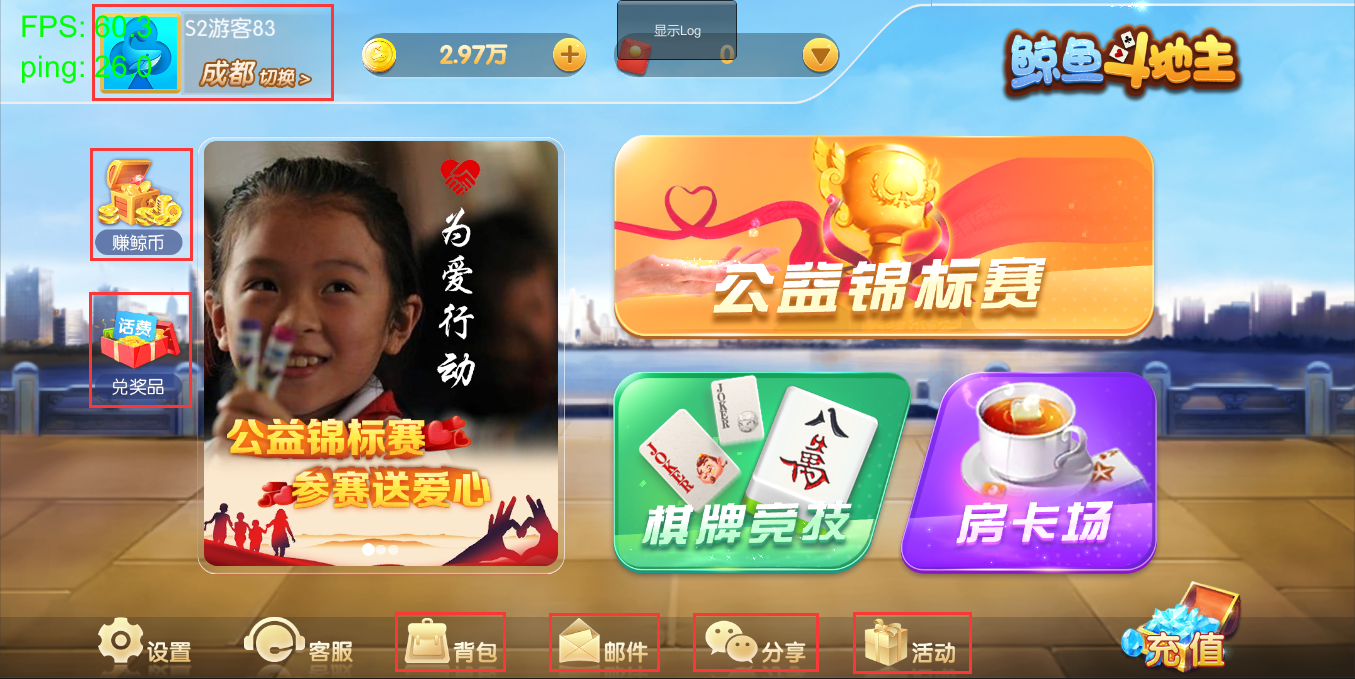 FPS: 60.3
ping: 26.0
S2游客83
成都 切换>
2.97万
显示Log
0
鲸鱼斗地主
赚鲸币
话费
兑奖品
为爱行动
公益锦标赛
参赛送爱心
公益锦标赛
JOKER
JOKER
八萬
棋牌竞技
房卡场
设置
客服
背包
邮件
分享
活动
充值